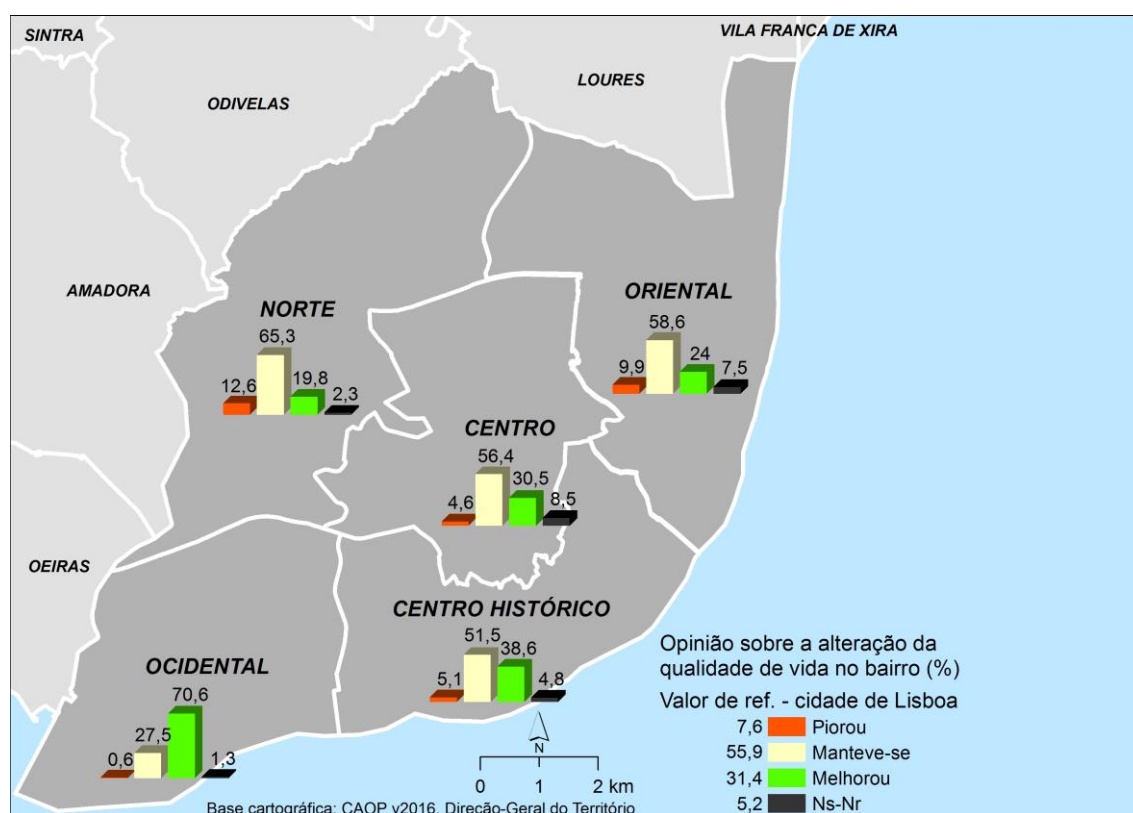 SINTRA
VILA FRANCA DE XIRA
ODIVELAS
LOURES
AMADORA
NORTE
65,3
12,6
19,8
2,3
ORIENTAL
58,6
9,9
24
7,5
CENTRO
56,4
4,6
30,5
8,5
OEIRAS
CENTRO HISTÓRICO
51,5
5,1
38,6
4,8
OCIDENTAL
70,6
0,6
27,5
1,3
Opinião sobre a alteração da
qualidade de vida no bairro (%)
Valor de ref. - cidade de Lisboa
7,6 Piorou
55,9 Manteve-se
31,4 Melhorou
5,2 Ns-Nr
N
0 1 2 km
Base cartográfica: CAOP v2016, Direção-Geral do Território